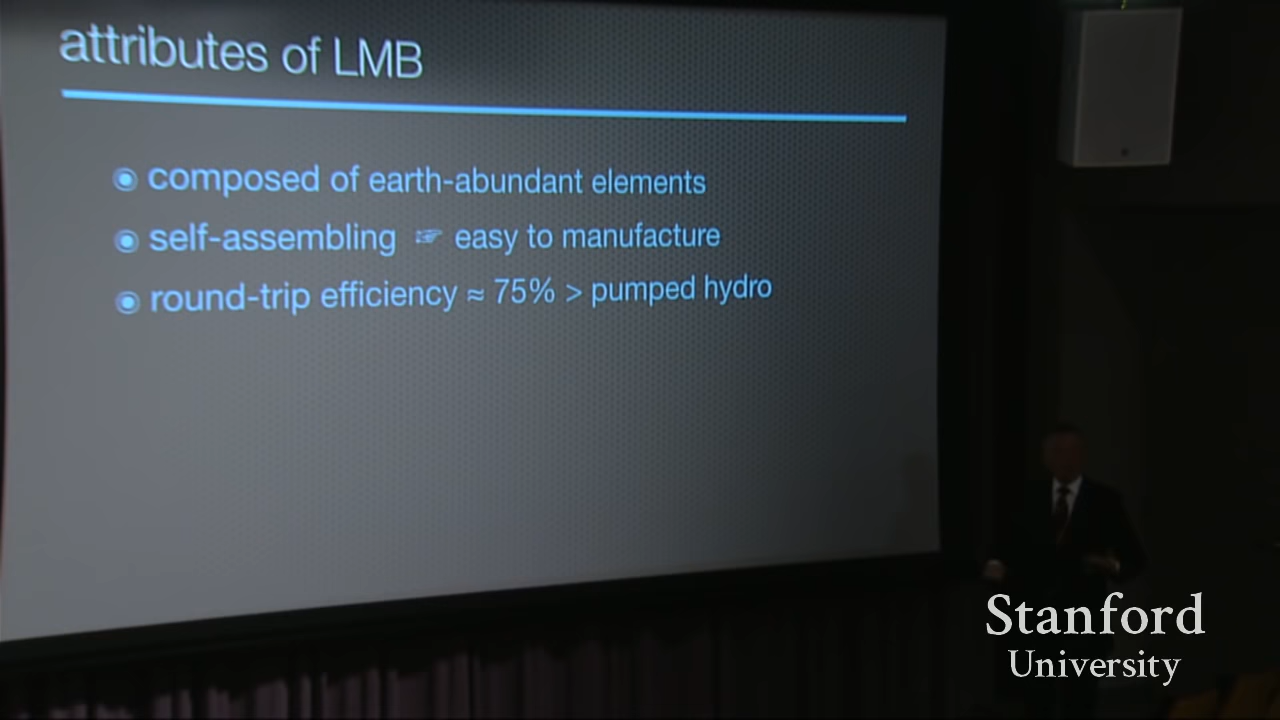 attributes of LMB
◉ composed of earth-abundant elements
◉ self-assembling ☞ easy to manufacture
◉ round-trip efficiency ≈ 75% > pumped hydro
Stanford
University